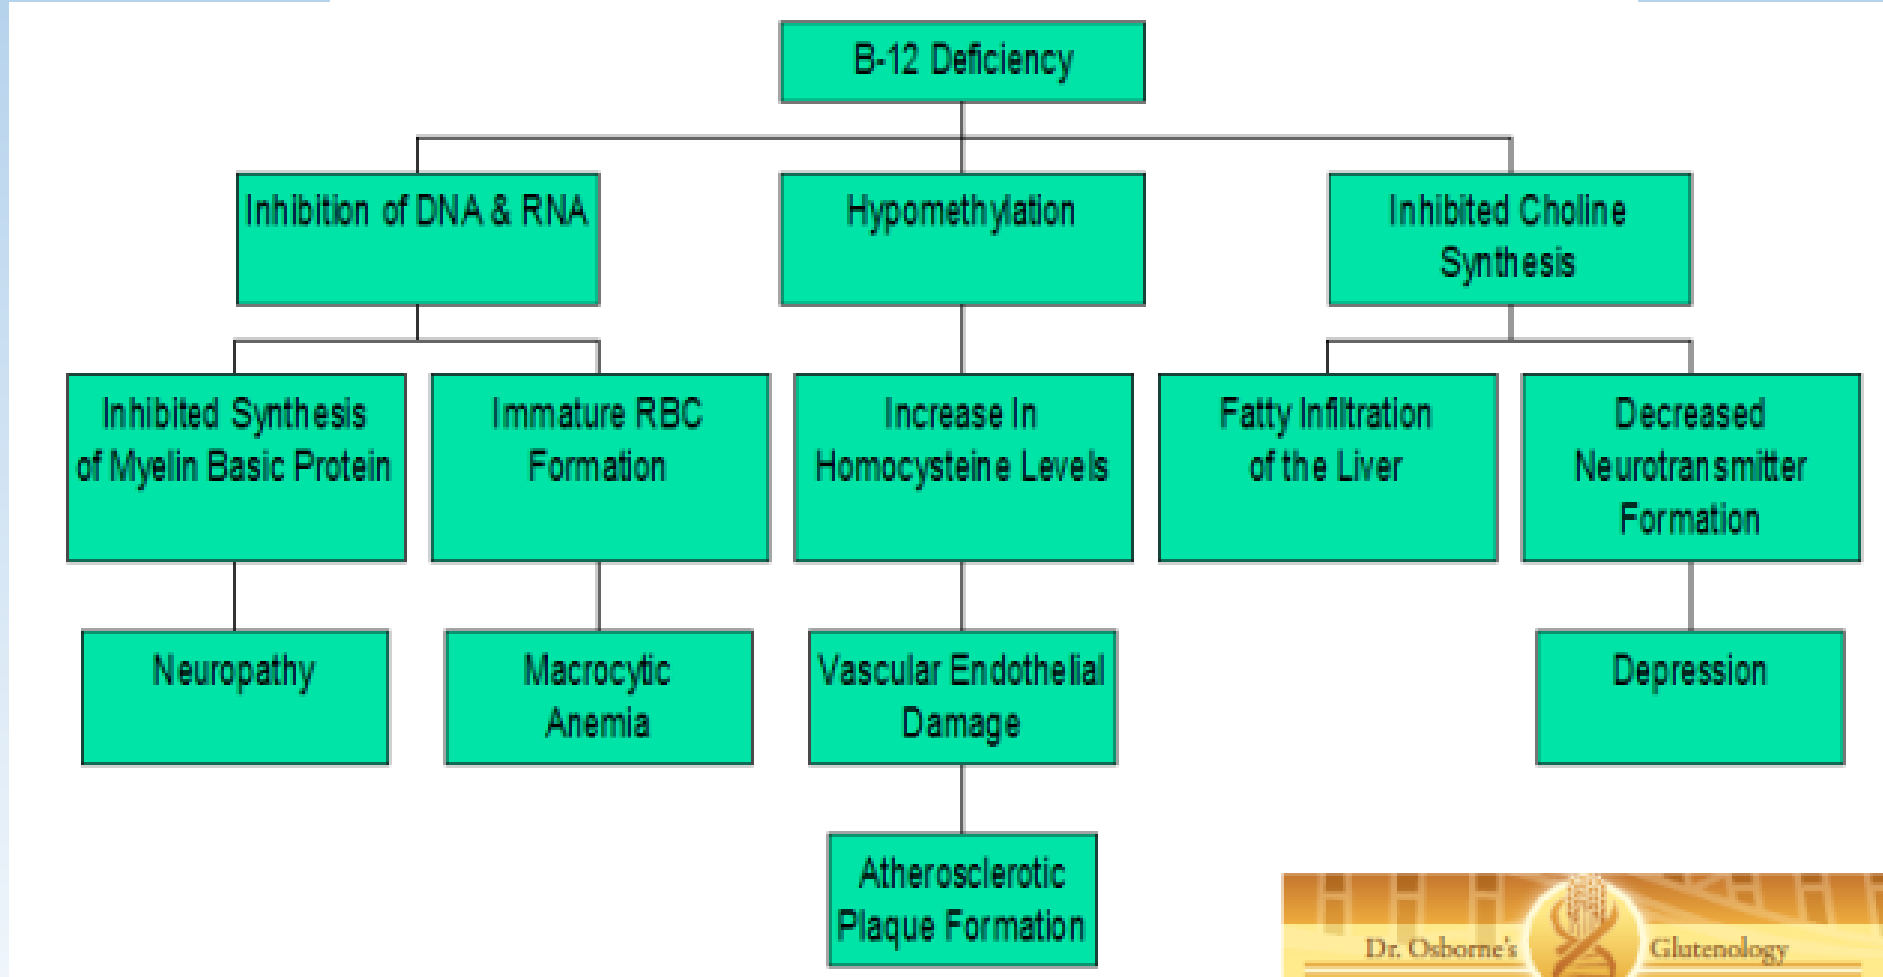 B-12 Deficiency
Inhibition of DNA & RNA
Hypomethylation
Inhibited Choline
Synthesis
Inhibited Synthesis
of Myelin Basic Protein
Immature RBC
Formation
Increase In
Homocysteine Levels
Fatty Infiltration
of the Liver
Decreased
Neurotransmitter
Formation
Neuropathy
Macrocytic
Anemia
Vascular Endothelial
Damage
Depression
Atherosclerotic
Plaque Formation
Dr. Osborne's Glutenology